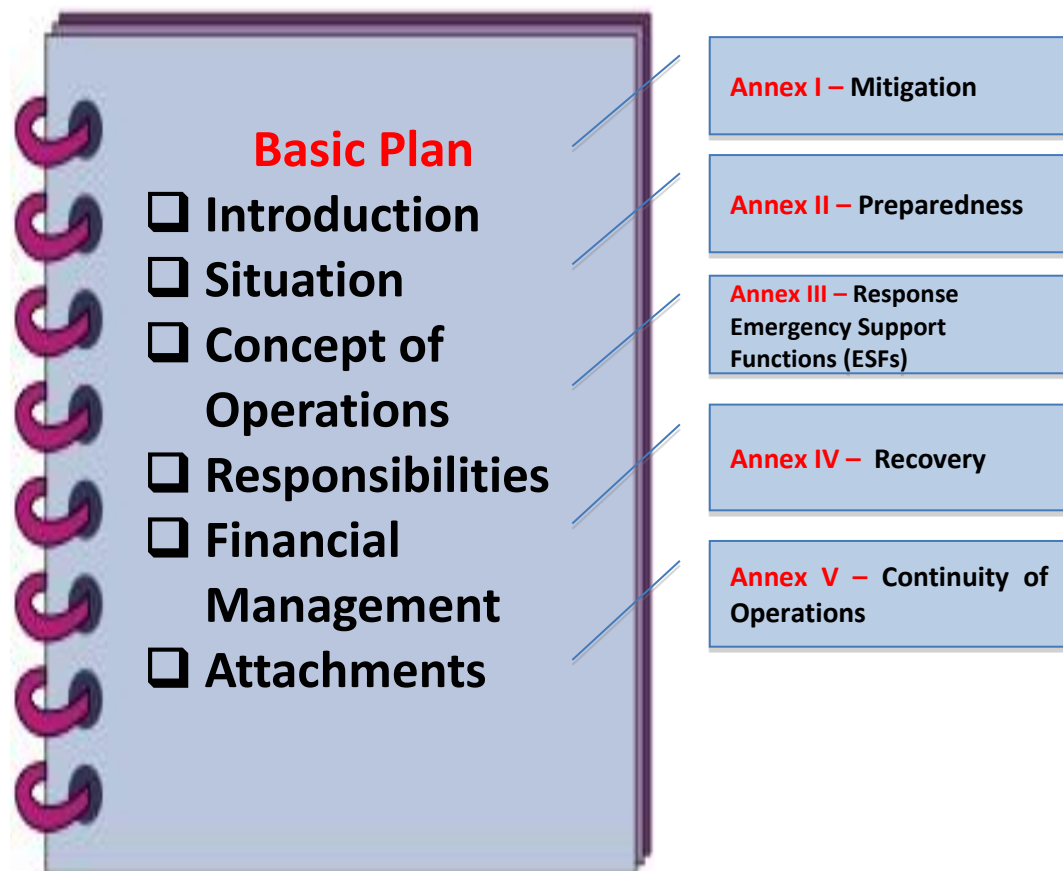 Basic Plan
❑ Introduction
❑ Situation
❑ Concept of
Operations
❑ Responsibilities
❑ Financial
Management
❑ Attachments
Annex I – Mitigation
Annex II – Preparedness
Annex III – Response
Emergency Support
Functions (ESFs)
Annex IV – Recovery
Annex V – Continuity of
Operations